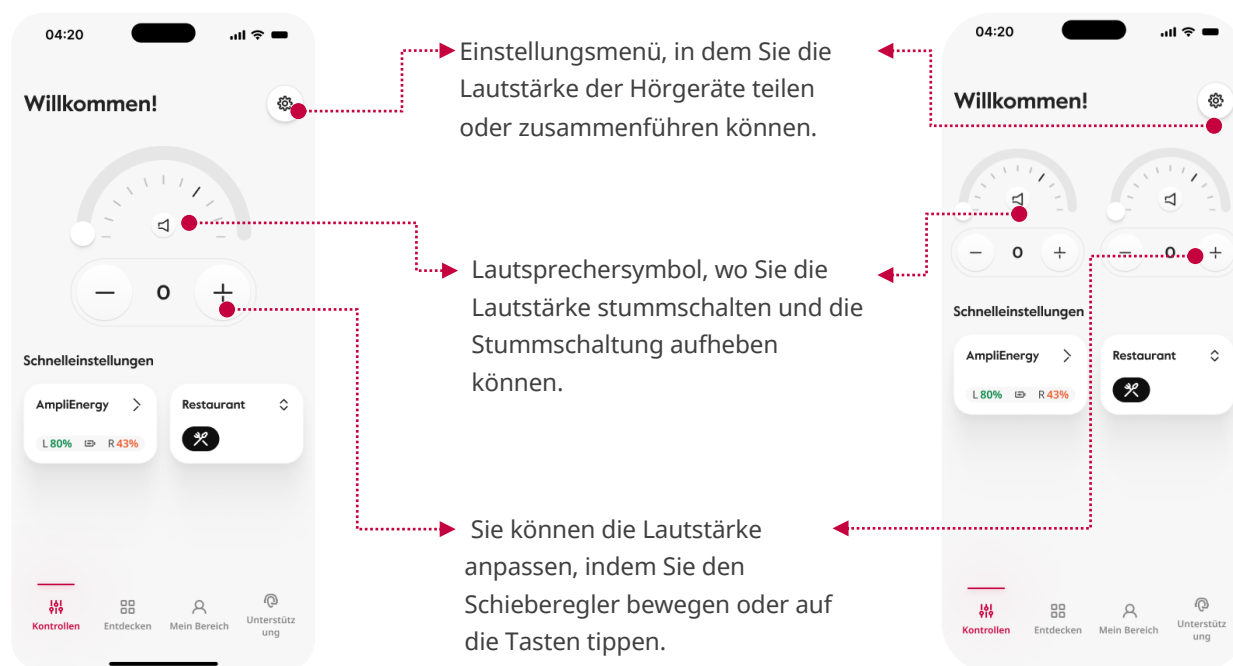 04:20
Willkommen!
0
Schnelleinstellungen
AmpliEnergy
L 80% R 43%
Restaurant
Kontrollen
Entdecken
Mein Bereich
Unterstütz
ung
Einstellungsmenü, in dem Sie die
Lautstärke der Hörgeräte teilen
oder zusammenführen können.
Lautsprechersymbol, wo Sie die
Lautstärke stummschalten und die
Stummschaltung aufheben
können.
Sie können die Lautstärke
anpassen, indem Sie den
Schieberegler bewegen oder auf
die Tasten tippen.
04:20
Willkommen!
0
0
Schnelleinstellungen
AmpliEnergy
L 80% R 43%
Restaurant
Kontrollen
Entdecken
Mein Bereich
Unterstütz
ung